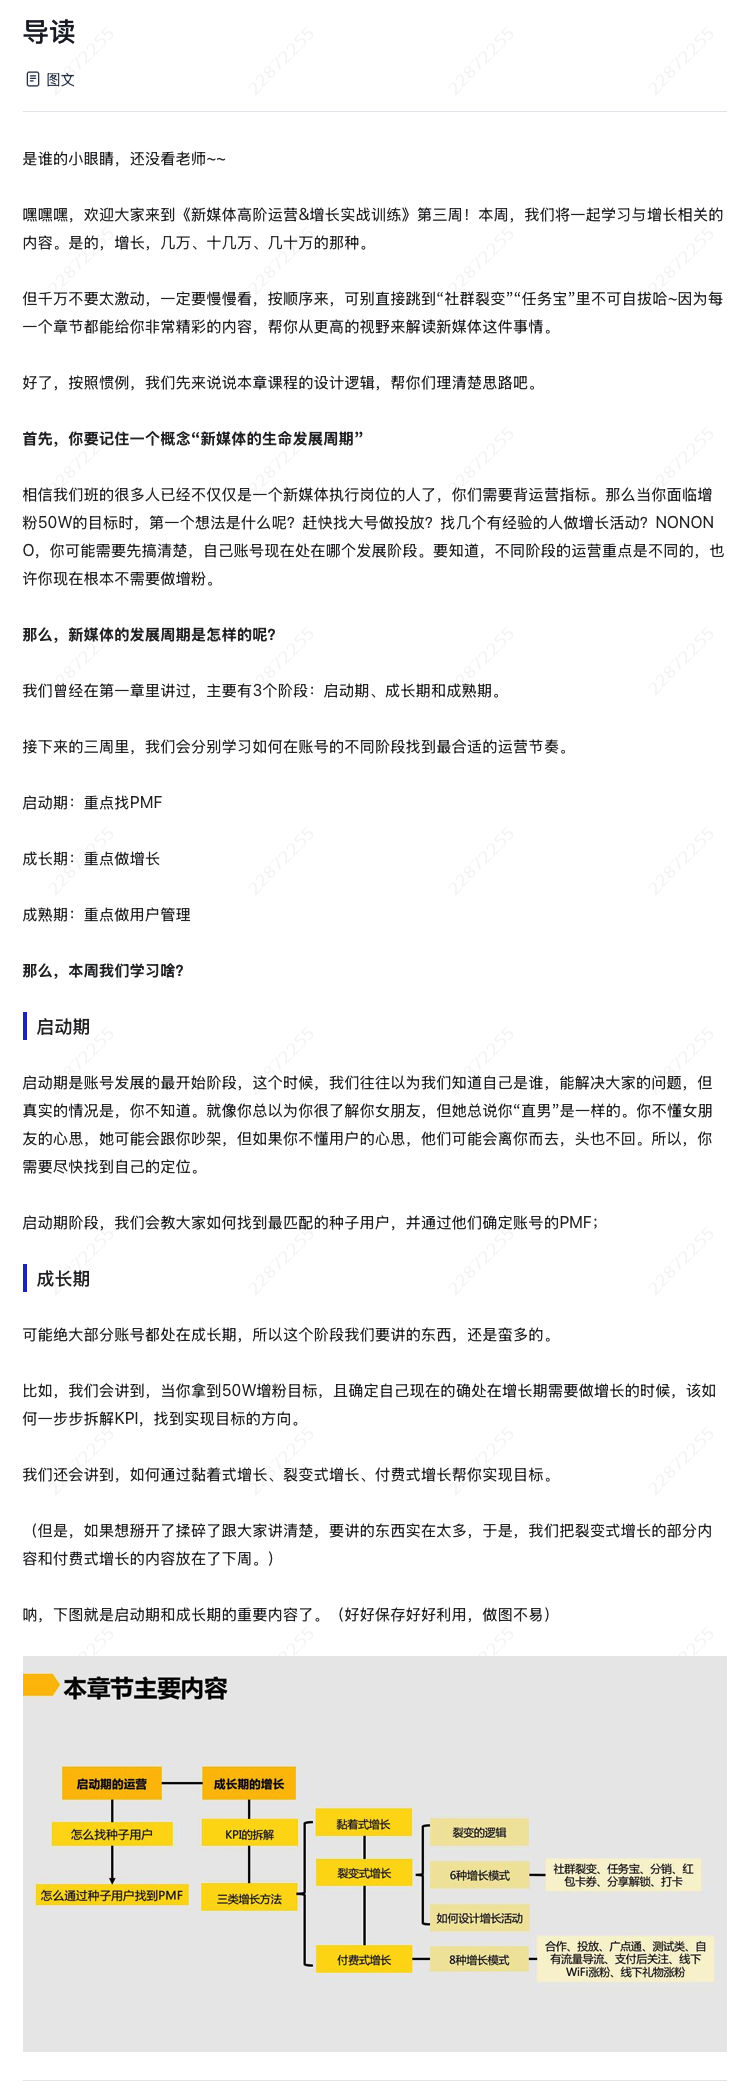 导读
图文
是谁的小眼睛，还没看老师~~
嘿嘿嘿，欢迎大家来到《新媒体高阶运营&增长实战训练》第三周！本周，我们将一起学习与增长相关的
内容。是的，增长，几万、十几万、几十万的那种。
但千万不要太激动，一定要慢慢看，按顺序来，可别直接跳到“社群裂变”“任务宝”里不可自拔哈~因为每
一个章节都能给你非常精彩的内容，帮你从更高的视野来解读新媒体这件事情。
好了，按照惯例，我们先来说说本章课程的设计逻辑，帮你们理清楚思路吧。
首先，你要记住一个概念“新媒体的生命发展周期”
相信我们班的很多人已经不仅仅是一个新媒体执行岗位的人了，你们需要背运营指标。那么当你面临增
粉50W的目标时，第一个想法是什么呢？赶快找大号做投放？找几个有经验的人做增长活动？NONON
O，你可能需要先搞清楚，自己账号现在处在哪个发展阶段。要知道，不同阶段的运营重点是不同的，也
许你现在根本不需要做增粉。
那么，新媒体的发展周期是怎样的呢？
我们曾经在第一章里讲过，主要有3个阶段：启动期、成长期和成熟期。
接下来的三周里，我们会分别学习如何在账号的不同阶段找到最合适的运营节奏。
启动期：重点找PMF
成长期：重点做增长
成熟期：重点做用户管理
那么，本周我们学习啥？
启动期
启动期是账号发展的最开始阶段，这个时候，我们往往以为我们知道自己是谁，能解决大家的问题，但
真实的情况是，你不知道。就像你总以为你很了解你女朋友，但她总说你“直男”是一样的。你不懂女朋
友的心思，她可能会跟你吵架，但如果你不懂用户的心思，他们可能会离你而去，头也不回。所以，你
需要尽快找到自己的定位。
启动期阶段，我们会教大家如何找到最匹配的种子用户，并通过他们确定账号的PMF；
成长期
可能绝大部分账号都处在成长期，所以这个阶段我们要讲的东西，还是蛮多的。
比如，我们会讲到，当你拿到50W增粉目标，且确定自己现在的确处在增长期需要做增长的时候，该如
何一步步拆解KPI，找到实现目标的方向。
我们还会讲到，如何通过黏着式增长、裂变式增长、付费式增长帮你实现目标。
（但是，如果想掰开了揉碎了跟大家讲清楚，要讲的东西实在太多，于是，我们把裂变式增长的部分内
容和付费式增长的内容放在了下周。）
呐，下图就是启动期和成长期的重要内容了。（好好保存好好利用，做图不易）
本章节主要内容
启动期的运营
成长期的增长
怎么找种子用户
怎么通过种子用户找到PMF
KPI的拆解
三类增长方法
黏着式增长
裂变式增长
付费式增长
裂变的逻辑
6种增长模式
如何设计增长活动
8种增长模式
社群裂变、任务宝、分销、红
包卡券、分享解锁、打卡
合作、投放、广点通、测试类、自
有流量导流、支付后关注、线下
WiFi涨粉、线下礼物涨粉
22872255